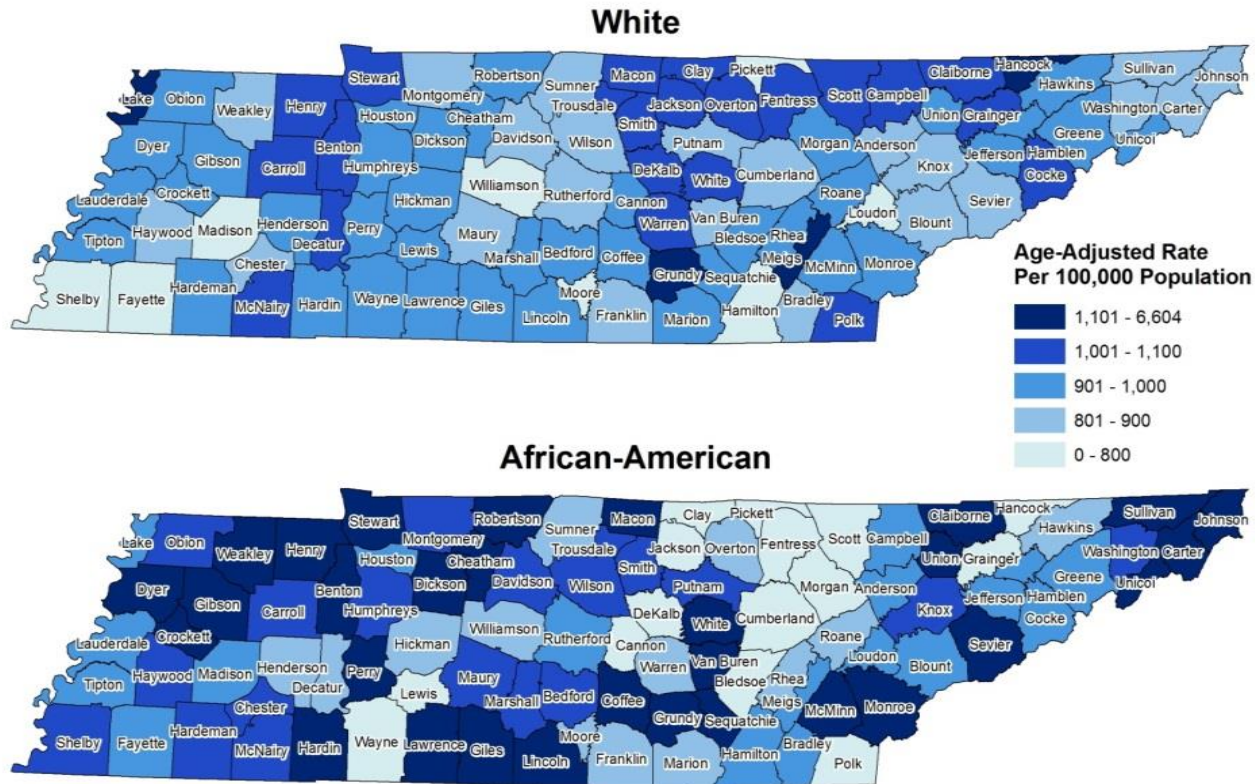 White
Lake
Obion
Weakley
Henry
Stewart
Montgomery
Robertson
Sumner
Trousdale
Macon
Clay
Pickett
Jackson
Overton
Fentress
Scott
Campbell
Claiborne
Hancock
Hawkins
Sullivan
Johnson
Washington
Carter
Union
Grainger
Greene
Unicoi
Houston
Cheatham
Davidson
Wilson
Smith
Putnam
Morgan
Anderson
Knox
Jefferson
Hamblen
Cocke
Dyer
Gibson
Carroll
Benton
Humphreys
Dickson
Williamson
Rutherford
DeKalb
White
Cumberland
Roane
Loudon
Blount
Sevier
Lauderdale
Crockett
Haywood
Madison
Henderson
Decatur
Perry
Hickman
Lewis
Maury
Cannon
Warren
Van Buren
Bledsoe
Rhea
Meigs
McMinn
Monroe
Tipton
Chester
Marshall
Bedford
Coffee
Grundy
Sequatchie
Shelby
Fayette
Hardeman
McNairy
Hardin
Wayne
Lawrence
Giles
Lincoln
Moore
Franklin
Marion
Hamilton
Bradley
Polk
Age-Adjusted Rate
Per 100,000 Population
1,101 - 6,604
1,001 - 1,100
901 - 1,000
801 - 900
0 - 800
African-American
Lake
Obion
Weakley
Henry
Stewart
Montgomery
Robertson
Sumner
Trousdale
Macon
Clay
Pickett
Jackson
Overton
Fentress
Scott
Campbell
Claiborne
Hancock
Hawkins
Sullivan
Johnson
Washington
Carter
Union
Grainger
Greene
Unicoi
Houston
Cheatham
Davidson
Wilson
Smith
Putnam
Morgan
Anderson
Knox
Jefferson
Hamblen
Cocke
Dyer
Gibson
Carroll
Benton
Humphreys
Dickson
Williamson
Rutherford
DeKalb
White
Cumberland
Roane
Loudon
Blount
Sevier
Lauderdale
Crockett
Haywood
Madison
Henderson
Decatur
Perry
Hickman
Lewis
Maury
Cannon
Warren
Van Buren
Bledsoe
Rhea
Meigs
McMinn
Monroe
Tipton
Chester
Marshall
Bedford
Coffee
Grundy
Sequatchie
Shelby
Fayette
Hardeman
McNairy
Hardin
Wayne
Lawrence
Giles
Lincoln
Moore
Franklin
Marion
Hamilton
Bradley
Polk